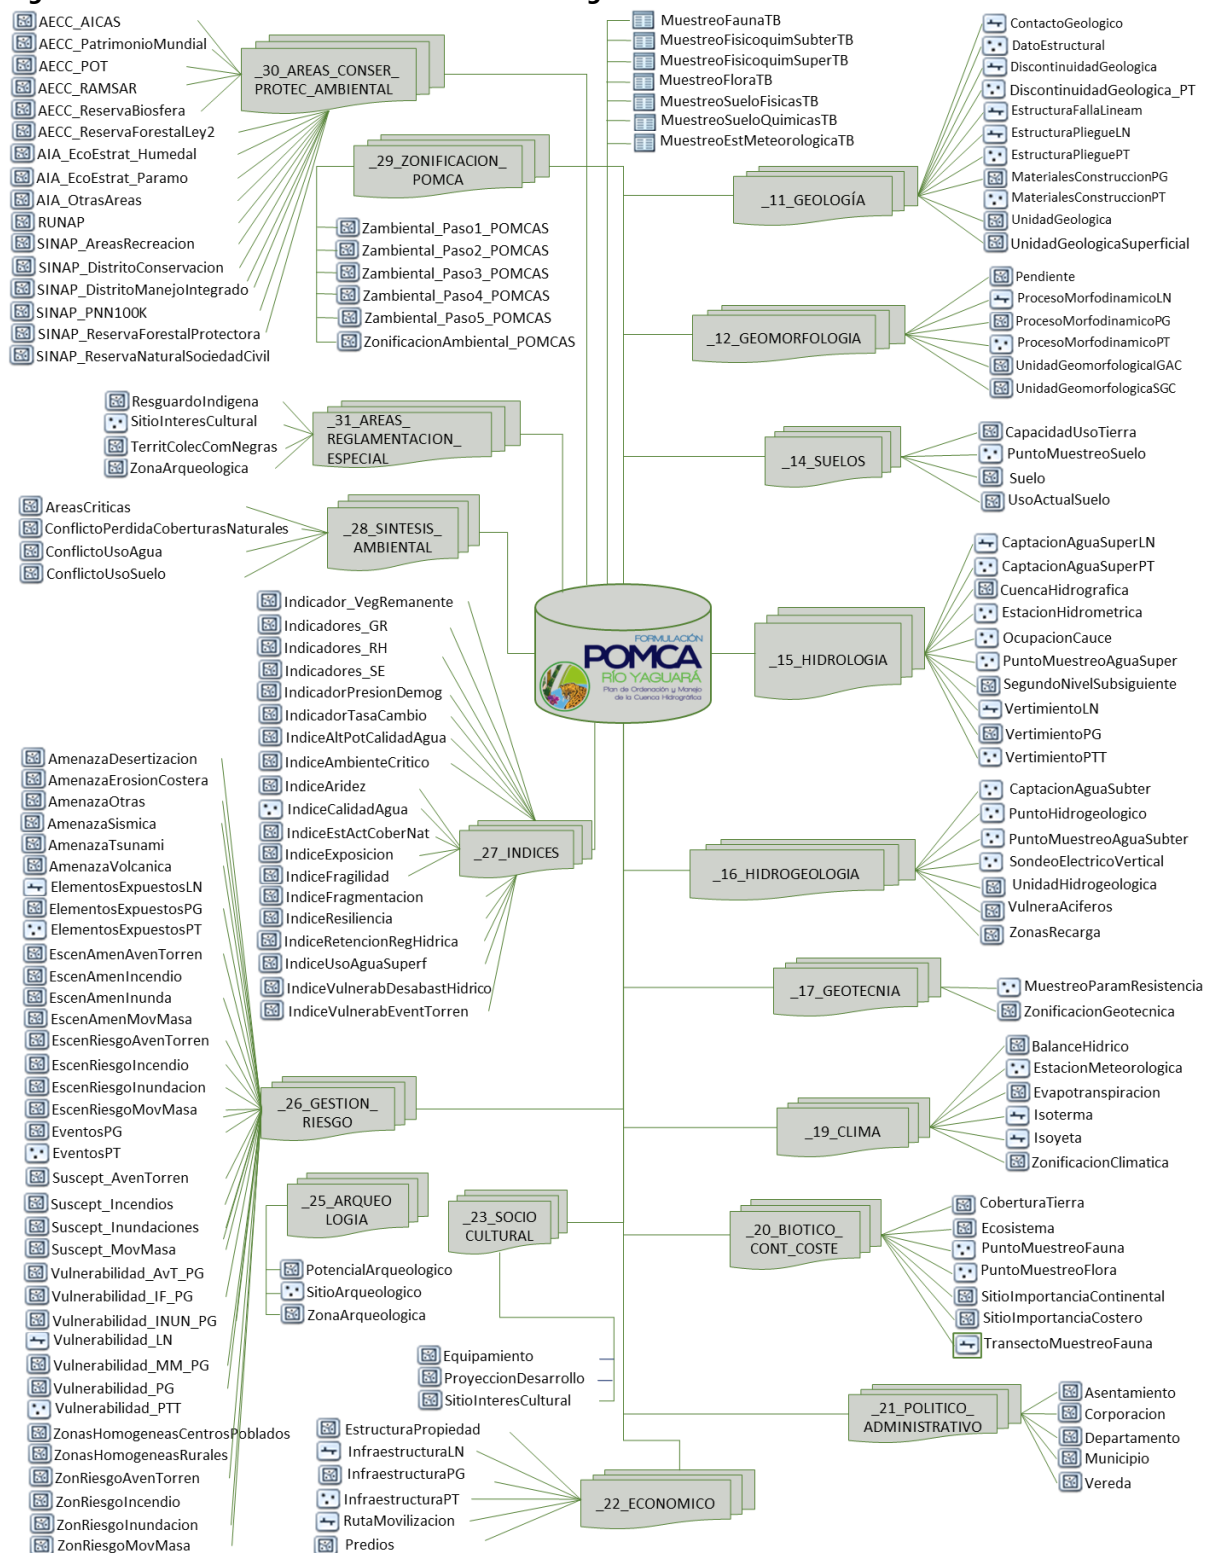 AECC_AICAS
AECC_PatrimonioMundial
AECC_POT
AECC_RAMSAR
AECC_ReservaBiosfera
AECC_ReservaForestalLey2
AIA_EcoEstrat_Humedal
AIA_EcoEstrat_Paramo
AIA_OtrasAreas
RUNAP
SINAP_AreasRecreacion
SINAP_DistritoConservacion
SINAP_DistritoManejoIntegrado
SINAP_PNN100K
SINAP_ReservaForestalProtectora
SINAP_ReservaNaturalSociedadCivil
_30_AREAS_CONSER_
PROTEC_AMBIENTAL
_29_ZONIFICACION_
POMCA
Zambiental_Paso1_POMCAS
Zambiental_Paso2_POMCAS
Zambiental_Paso3_POMCAS
Zambiental_Paso4_POMCAS
Zambiental_Paso5_POMCAS
ZonificacionAmbiental_POMCAS
MuestreoFaunaTB
MuestreoFisicoquimSubterTB
MuestreoFisicoquimSuperTB
MuestreoFloraTB
MuestreoSueloFisicasTB
MuestreoSueloQuimicasTB
MuestreoEstMeteorologicaTB
_11_GEOLOGÍA
ContactoGeologico
DatoEstructural
DiscontinuidadGeologica
DiscontinuidadGeologica_PT
EstructuraFallaLineam
EstructuraPliegueLN
EstructuraPlieguePT
MaterialesConstruccionPG
MaterialesConstruccionPT
UnidadGeologica
UnidadGeologicaSuperficial
_12_GEOMORFOLOGIA
Pendiente
ProcesoMorfodinamicoLN
ProcesoMorfodinamicoPG
ProcesoMorfodinamicoPT
UnidadGeomorfologicaIGAC
UnidadGeomorfologicaSGC
ResguardoIndigena
SitioInteresCultural
TerritColecComNegras
ZonaArqueologica
_31_AREAS_
REGLAMENTACION_
ESPECIAL
_14_SUELOS
CapacidadUsoTierra
PuntoMuestreoSuelo
Suelo
UsoActualSuelo
AreasCriticas
ConflictoPerdidaCoberturasNaturales
ConflictoUsoAgua
ConflictoUsoSuelo
_28_SINTESIS_
AMBIENTAL
FORMULACIÓN
POMCA
RÍO YAGUARÁ
Plan de Ordenación y Manejo
de la Cuenca Hidrográfica
_15_HIDROLOGIA
CaptacionAguaSuperLN
CaptacionAguaSuperPT
CuencaHidrografica
EstacionHidrometrica
OcupacionCauce
PuntoMuestreoAguaSuper
SegundoNivelSubsiguiente
VertimientoLN
VertimientoPG
VertimientoPTT
Indicador_VegRemanente
Indicadores_GR
Indicadores_RH
Indicadores_SE
IndicadorPresionDemog
IndicadorTasaCambio
IndiceAltPotCalidadAgua
IndiceAmbienteCritico
IndiceAridez
IndiceCalidadAgua
IndiceEstActCoberNat
IndiceExposicion
IndiceFragilidad
IndiceFragmentacion
IndiceResiliencia
IndiceRetencionRegHidrica
IndiceUsoAguaSuperf
IndiceVulnerabDesabastHidrico
IndiceVulnerabEventTorren
_27_INDICES
_16_HIDROGEOLOGIA
CaptacionAguaSubter
PuntoHidrogeologico
PuntoMuestreoAguaSubter
SondeoElectricoVertical
UnidadHidrogeologica
VulneraAciferos
ZonasRecarga
_17_GEOTECNIA
MuestreoParamResistencia
ZonificacionGeotecnica
AmenazaDesertizacion
AmenazaErosionCostera
AmenazaOtras
AmenazaSismica
AmenazaTsunami
AmenazaVolcanica
ElementosExpuestosLN
ElementosExpuestosPG
ElementosExpuestosPT
EscenAmenAvenTorren
EscenAmenIncendio
EscenAmenInunda
EscenAmenMovMasa
EscenRiesgoAvenTorren
EscenRiesgoIncendio
EscenRiesgoInundacion
EscenRiesgoMovMasa
EventosPG
EventosPT
Suscept_AvenTorren
Suscept_Incendios
Suscept_Inundaciones
Suscept_MovMasa
Vulnerabilidad_AvT_PG
Vulnerabilidad_IF_PG
Vulnerabilidad_INUN_PG
Vulnerabilidad_LN
Vulnerabilidad_MM_PG
Vulnerabilidad_PG
Vulnerabilidad_PTT
ZonasHomogeneasCentrosPoblados
ZonasHomogeneasRurales
ZonRiesgoAvenTorren
ZonRiesgoIncendio
ZonRiesgoInundacion
ZonRiesgoMovMasa
_26_GESTION_
RIESGO
_19_CLIMA
BalanceHidrico
EstacionMeteorologica
Evapotranspiracion
Isoterma
Isoyeta
ZonificacionClimatica
_25_ARQUEO
LOGIA
PotencialArqueologico
SitioArqueologico
ZonaArqueologica
_23_SOCIO
CULTURAL
Equipamiento
ProyeccionDesarrollo
SitioInteresCultural
_20_BIOTICO_
CONT_COSTE
CoberturaTierra
Ecosistema
PuntoMuestreoFauna
PuntoMuestreoFlora
SitioImportanciaContinental
SitioImportanciaCostero
TransectoMuestreoFauna
_21_POLITICO_
ADMINISTRATIVO
Asentamiento
Corporacion
Departamento
Municipio
Vereda
EstructuraPropiedad
InfraestructuraLN
InfraestructuraPG
InfraestructuraPT
RutaMovilizacion
Predios
_22_ECONOMICO